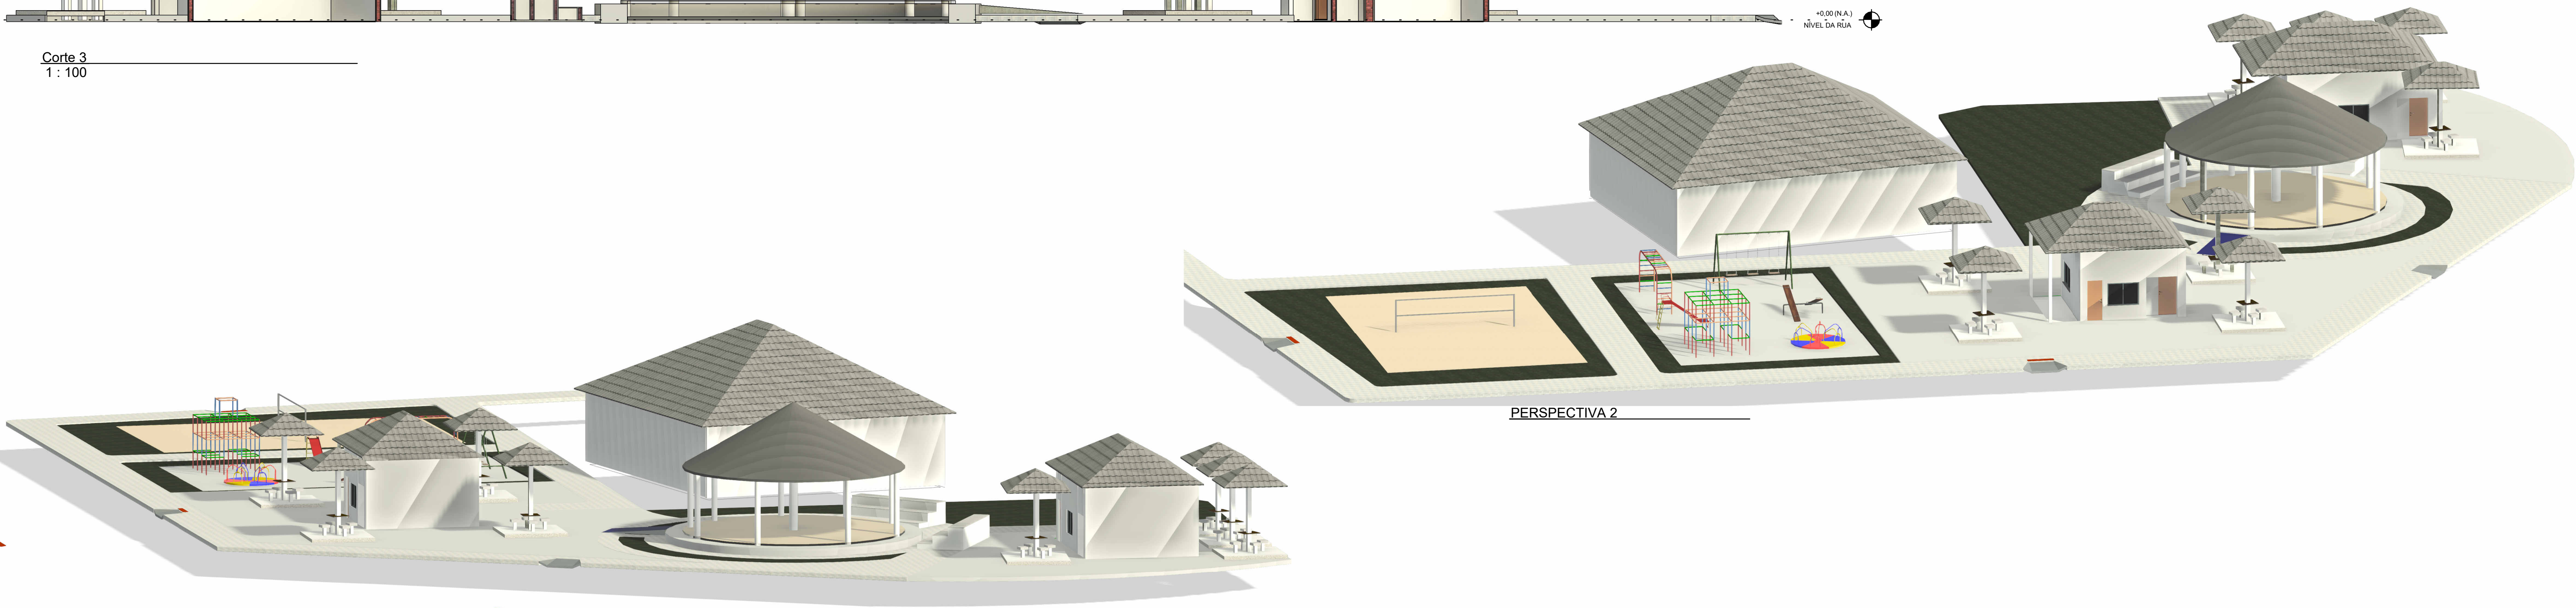 +0,00 (N.A.)
NÍVEL DA RUA
Corte 3
1 : 100
PERSPECTIVA 2